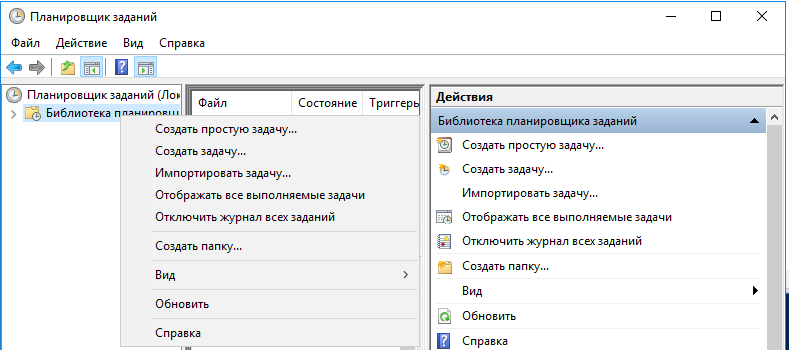 Планировщик заданий
Файл Действие Вид Справка
Планировщик заданий (Лок
Библиотека планировщ
Файл Состояние Триггеры
Создать простую задачу...
Создать задачу...
Импортировать задачу...
Отображать все выполняемые задачи
Отключить журнал всех заданий
Создать папку...
Вид
Обновить
Справка
Действия
Библиотека планировщика заданий
Создать простую задачу...
Создать задачу...
Импортировать задачу...
Отображать все выполняемые задачи
Отключить журнал всех заданий
Создать папку...
Вид
Обновить
Справка